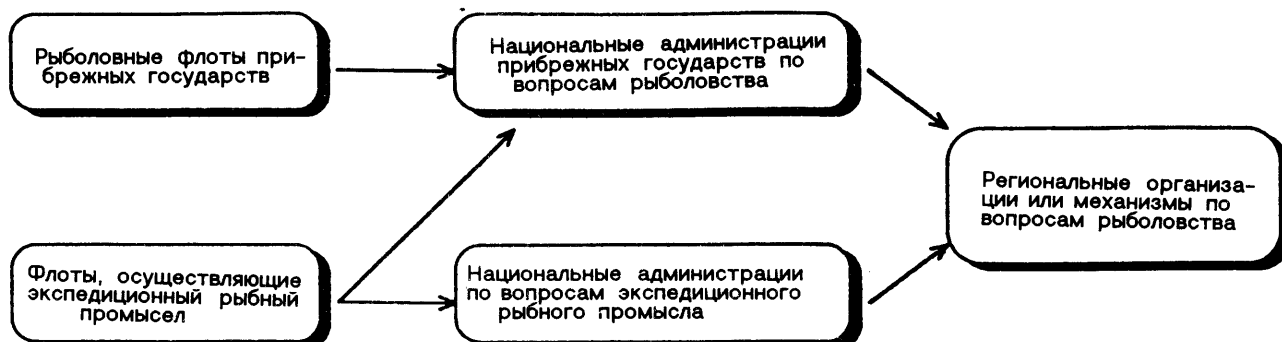 Рыболовные флоты при-
брежных государств
Национальные администрации
прибрежных государств по
вопросам рыболовства
Региональные организа-
ции или механизмы по
вопросам рыболовства
Флоты, осуществляющие
экспедиционный рыбный
промысел
Национальные администрации
по вопросам экспедиционного
рыбного промысла